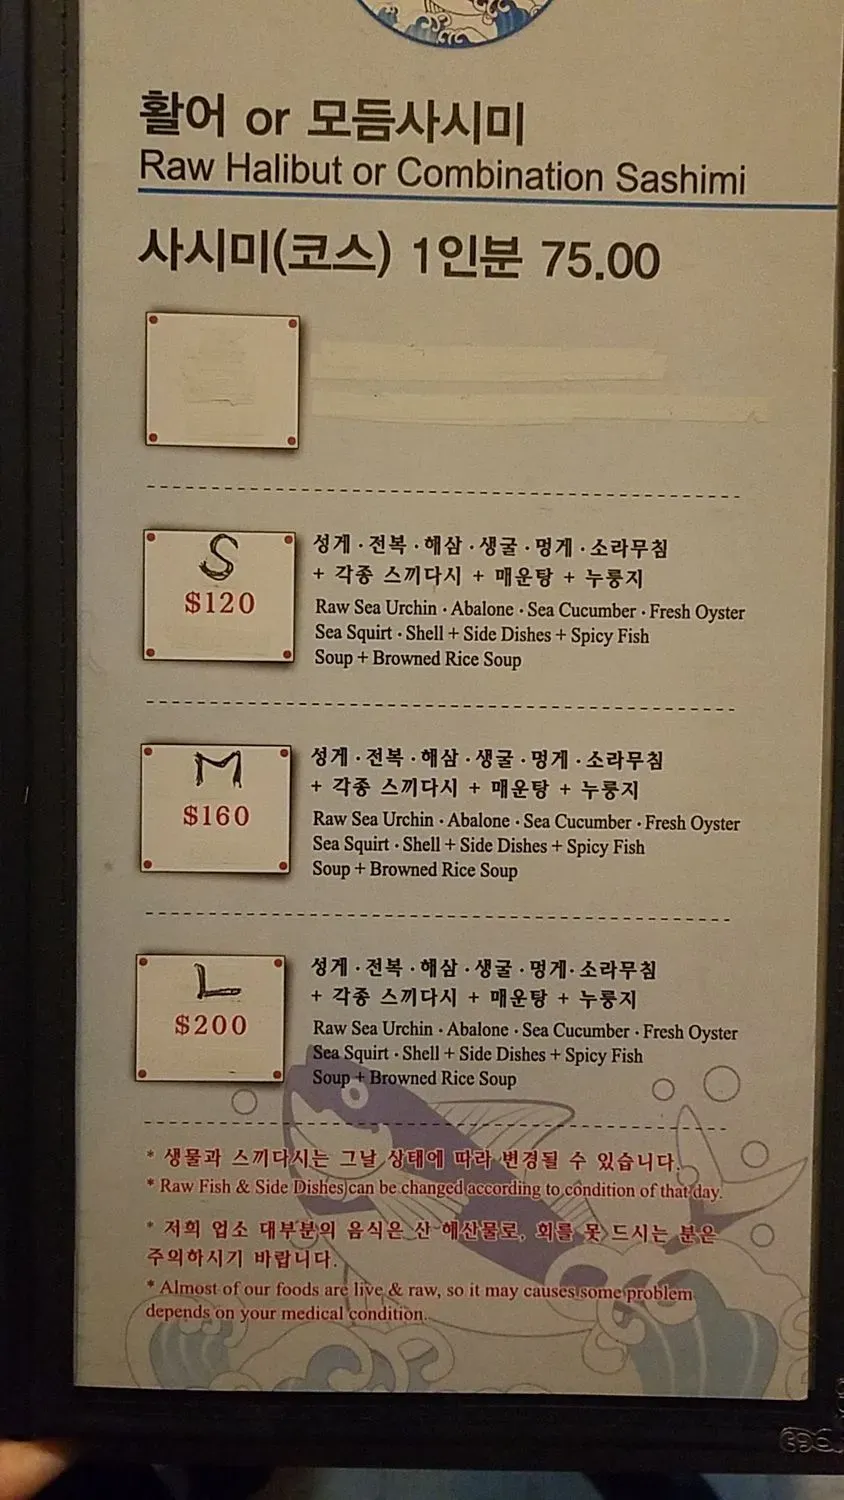 활어 or 모듬사시미
Raw Halibut or Combination Sashimi
사시미(코스) 1인분 75.00
S
$120
성게 · 전복 · 해삼 · 생굴 · 멍게 · 소라무침
+ 각종 스끼다시 + 매운탕 + 누룽지
Raw Sea Urchin · Abalone · Sea Cucumber · Fresh Oyster
Sea Squirt · Shell + Side Dishes + Spicy Fish
Soup + Browned Rice Soup
M
$160
성게 · 전복 · 해삼 · 생굴 · 멍게 · 소라무침
+ 각종 스끼다시 + 매운탕 + 누룽지
Raw Sea Urchin · Abalone · Sea Cucumber · Fresh Oyster
Sea Squirt · Shell + Side Dishes + Spicy Fish
Soup + Browned Rice Soup
L
$200
성게 · 전복 · 해삼 · 생굴 · 멍게 · 소라무침
+ 각종 스끼다시 + 매운탕 + 누룽지
Raw Sea Urchin · Abalone · Sea Cucumber · Fresh Oyster
Sea Squirt · Shell + Side Dishes + Spicy Fish
Soup + Browned Rice Soup
* 생물과 스끼다시는 그날 상태에 따라 변경될 수 있습니다.
* Raw Fish & Side Dishes can be changed according to condition of that day.
* 저희 업소 대부분의 음식은 산 해산물로, 회를 못 드시는 분은
주의하시기 바랍니다.
* Almost of our foods are live & raw, so it may causes some problem
depends on your medical condition.